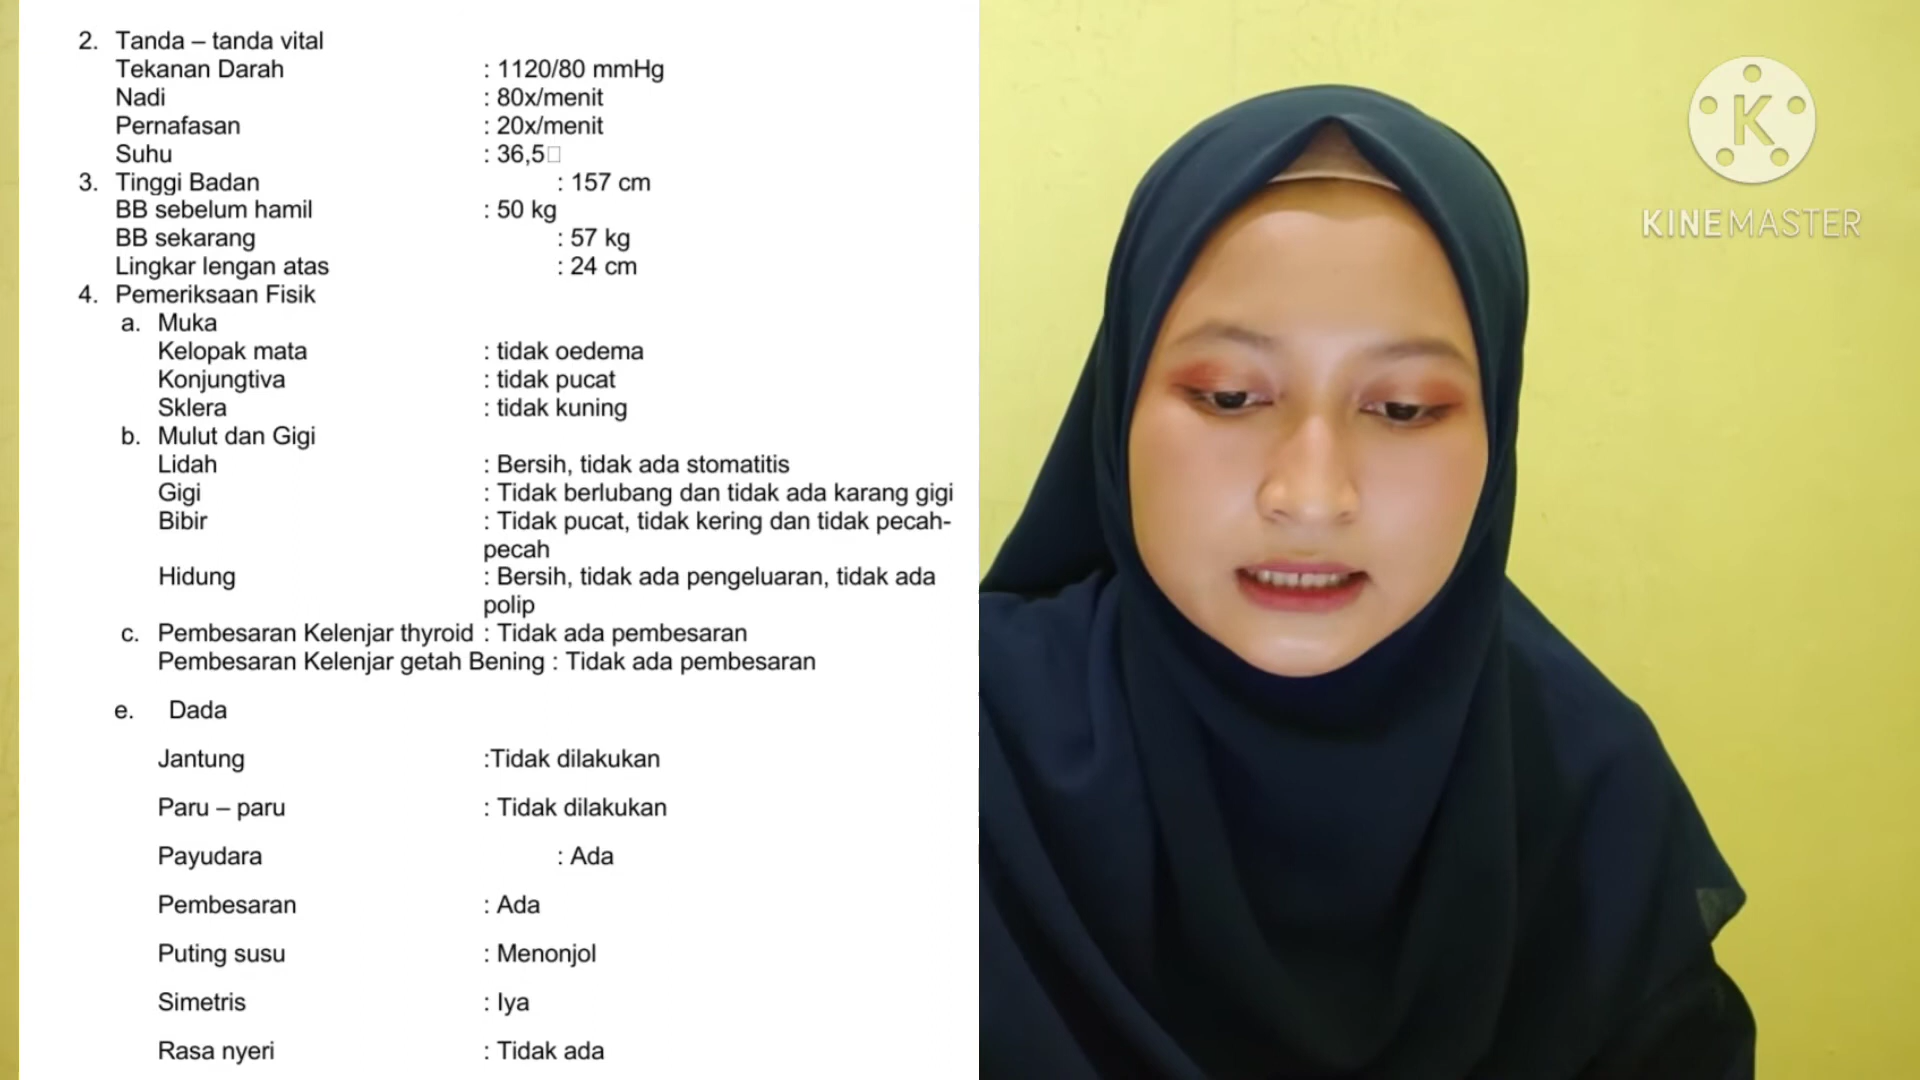 2. Tanda – tanda vital
Tekanan Darah : 1120/80 mmHg
Nadi : 80x/menit
Pernafasan : 20x/menit
Suhu : 36,5□
3. Tinggi Badan : 157 cm
BB sebelum hamil : 50 kg
BB sekarang : 57 kg
Lingkar lengan atas : 24 cm
4. Pemeriksaan Fisik
a. Muka
Kelopak mata : tidak oedema
Konjungtiva : tidak pucat
Sklera : tidak kuning
b. Mulut dan Gigi
Lidah : Bersih, tidak ada stomatitis
Gigi : Tidak berlubang dan tidak ada karang gigi
Bibir : Tidak pucat, tidak kering dan tidak pecah-
pecah
Hidung : Bersih, tidak ada pengeluaran, tidak ada
polip
c. Pembesaran Kelenjar thyroid : Tidak ada pembesaran
Pembesaran Kelenjar getah Bening : Tidak ada pembesaran
e. Dada
Jantung :Tidak dilakukan
Paru – paru : Tidak dilakukan
Payudara : Ada
Pembesaran : Ada
Puting susu : Menonjol
Simetris : Iya
Rasa nyeri : Tidak ada
K
KINEMASTER